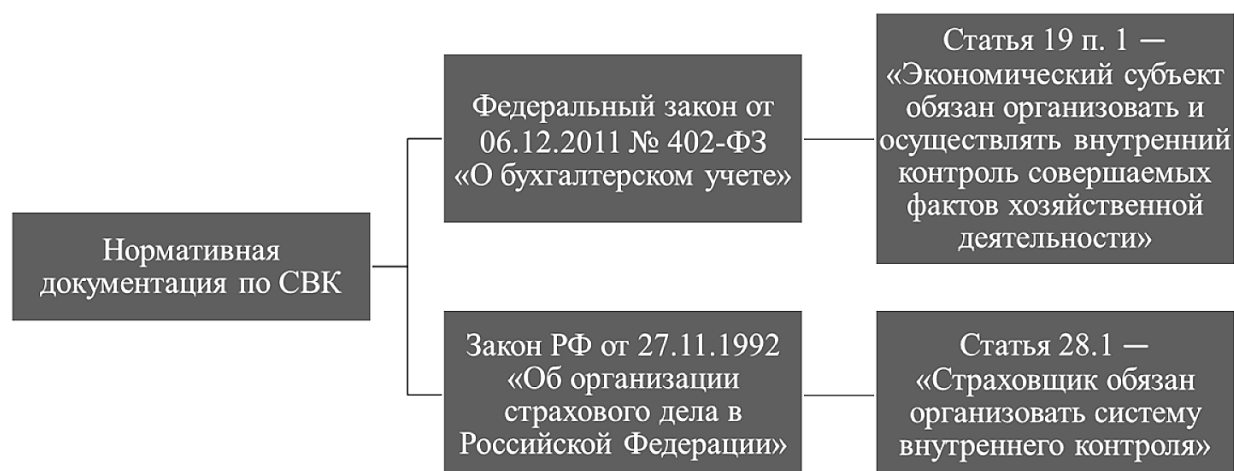 Нормативная
документация по СВК
Федеральный закон от
06.12.2011 № 402-ФЗ
«О бухгалтерском учете»
Статья 19 п. 1 —
«Экономический субъект
обязан организовать и
осуществлять внутренний
контроль совершаемых
фактов хозяйственной
деятельности»
Закон РФ от 27.11.1992
«Об организации
страхового дела в
Российской Федерации»
Статья 28.1 —
«Страховщик обязан
организовать систему
внутреннего контроля»